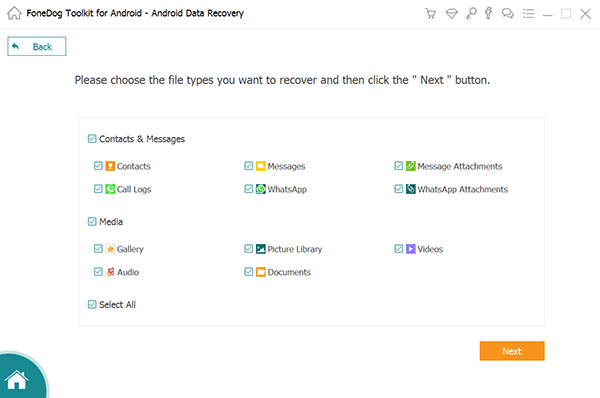 FoneDog Toolkit for Android - Android Data Recovery
Back
Please choose the file types you want to recover and then click the " Next " button.
Contacts & Messages
Contacts Messages Message Attachments
Call Logs WhatsApp WhatsApp Attachments
Media
Gallery Picture Library Videos
Audio Documents
Select All
Next